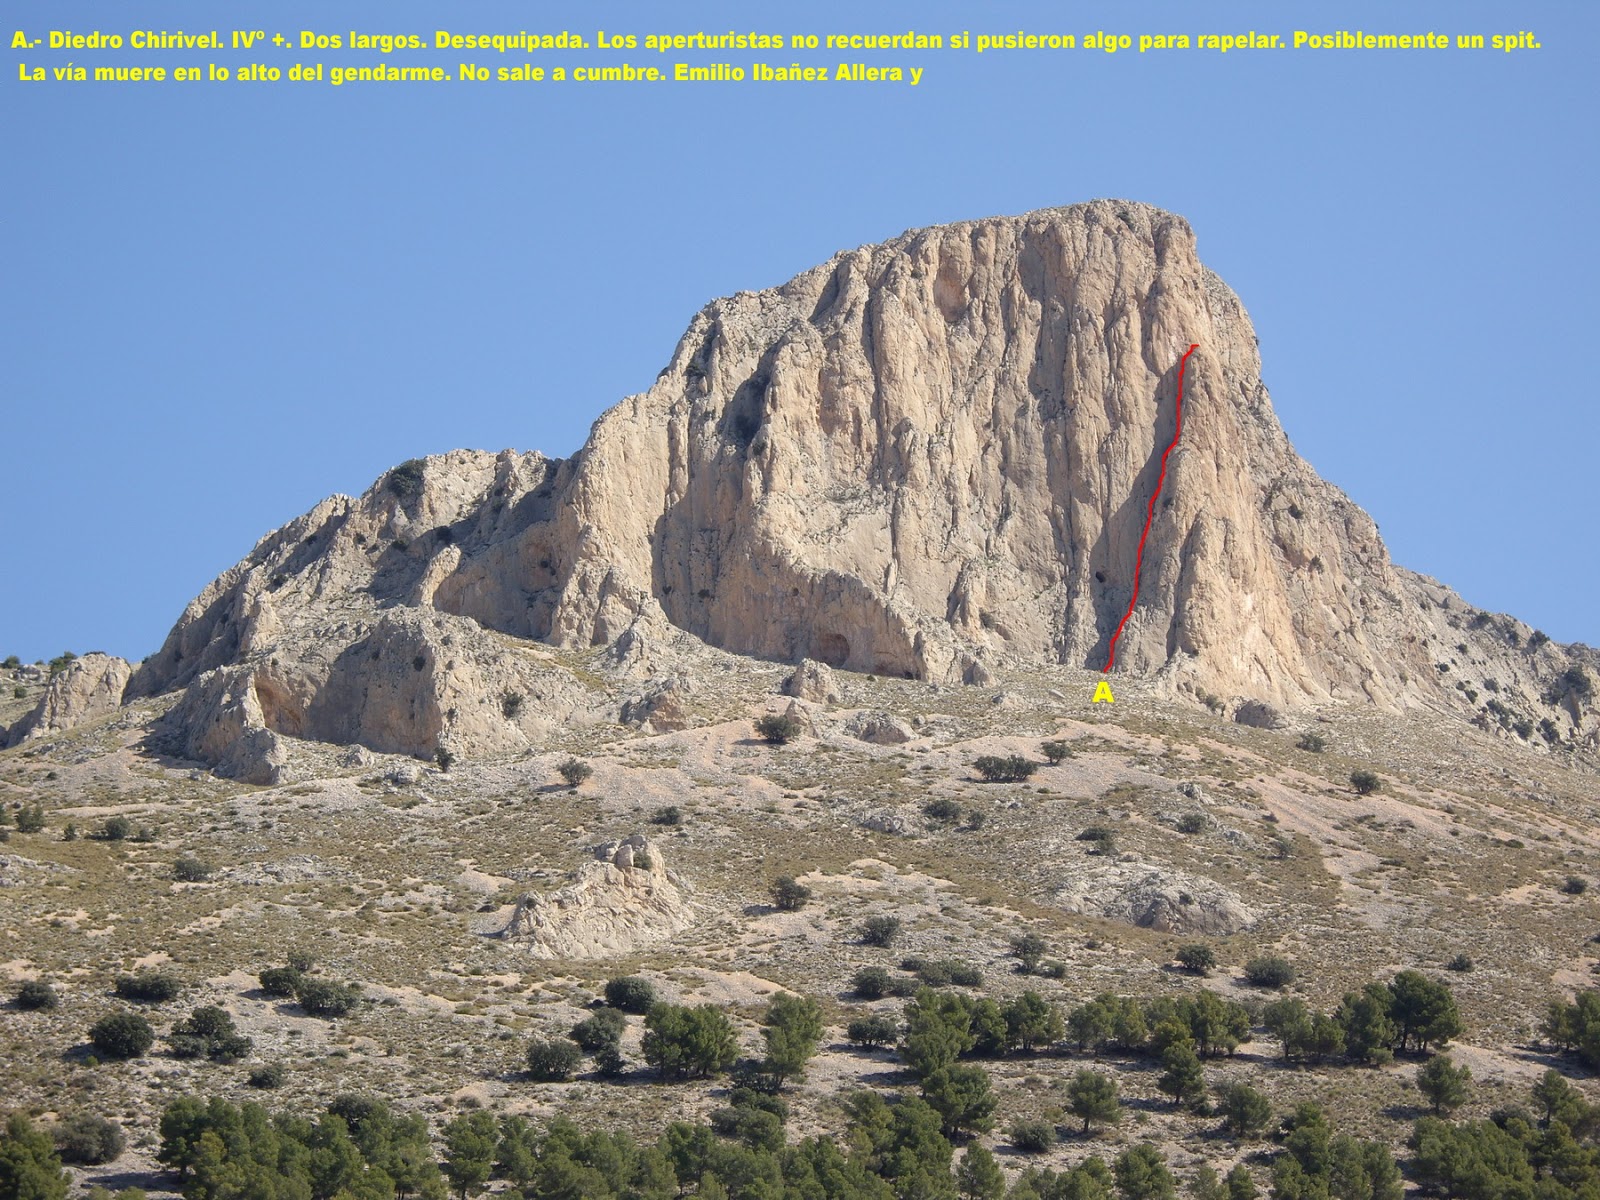 A.- Diedro Chirivel. IVº +. Dos largos. Desequipada. Los aperturistas no recuerdan si pusieron algo para rapelar. Posiblemente un spit.
La vía muere en lo alto del gendarme. No sale a cumbre. Emilio Ibañez Allera y
A